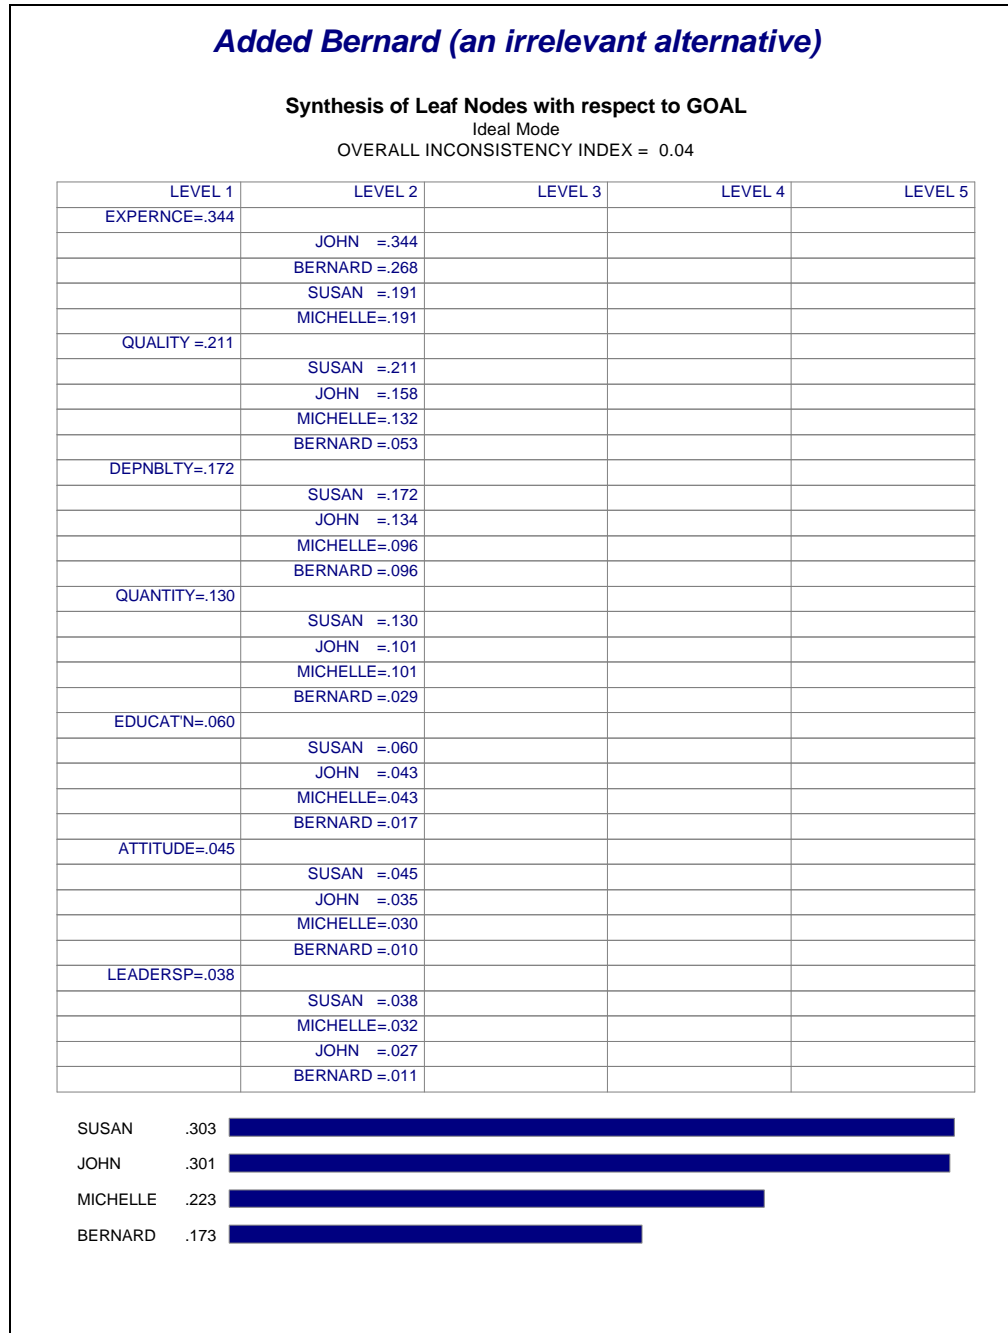 Added Bernard (an irrelevant alternative)
Synthesis of Leaf Nodes with respect to GOAL
Ideal Mode
OVERALL INCONSISTENCY INDEX = 0.04
LEVEL 1 LEVEL 2 LEVEL 3 LEVEL 4 LEVEL 5
EXPERNCE=.344
JOHN =.344
BERNARD =.268
SUSAN =.191
MICHELLE=.191
QUALITY =.211
SUSAN =.211
JOHN =.158
MICHELLE=.132
BERNARD =.053
DEPNBLTY=.172
SUSAN =.172
JOHN =.134
MICHELLE=.096
BERNARD =.096
QUANTITY=.130
SUSAN =.130
JOHN =.101
MICHELLE=.101
BERNARD =.029
EDUCAT'N=.060
SUSAN =.060
JOHN =.043
MICHELLE=.043
BERNARD =.017
ATTITUDE=.045
SUSAN =.045
JOHN =.035
MICHELLE=.030
BERNARD =.010
LEADERSP=.038
SUSAN =.038
MICHELLE=.032
JOHN =.027
BERNARD =.011
SUSAN .303
JOHN .301
MICHELLE .223
BERNARD .173